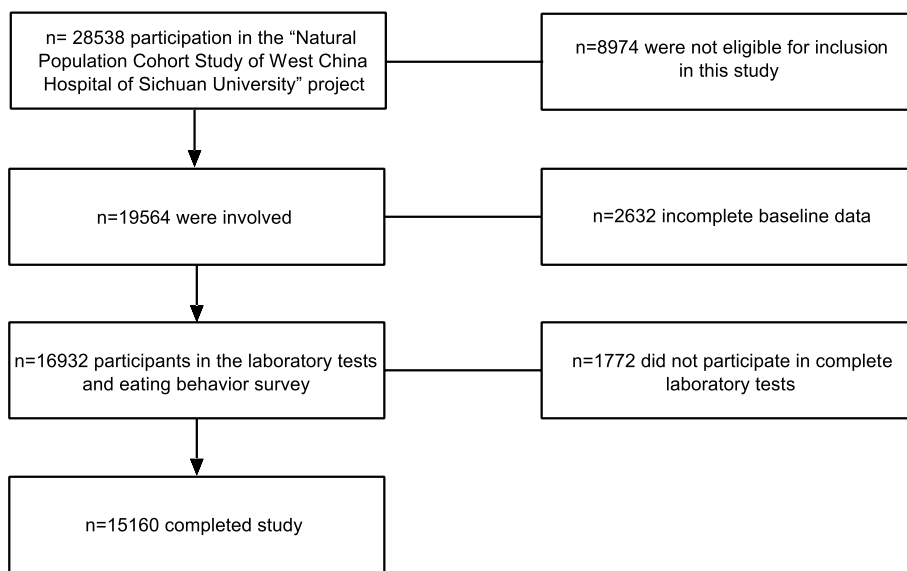 n= 28538 participation in the “Natural
Population Cohort Study of West China
Hospital of Sichuan University” project
n=8974 were not eligible for inclusion
in this study
n=19564 were involved
n=2632 incomplete baseline data
n=16932 participants in the laboratory tests
and eating behavior survey
n=1772 did not participate in complete
laboratory tests
n=15160 completed study